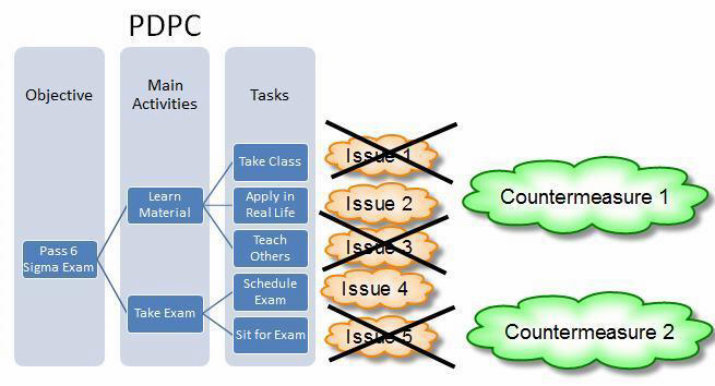 PDPC
Objective
Main
Activities
Tasks
Pass 6
Sigma Exam
Learn
Material
Take Exam
Take Class
Apply in
Real Life
Teach
Others
Schedule
Exam
Sit for Exam
Issue 1
Issue 2
Issue 3
Issue 4
Issue 5
Countermeasure 1
Countermeasure 2